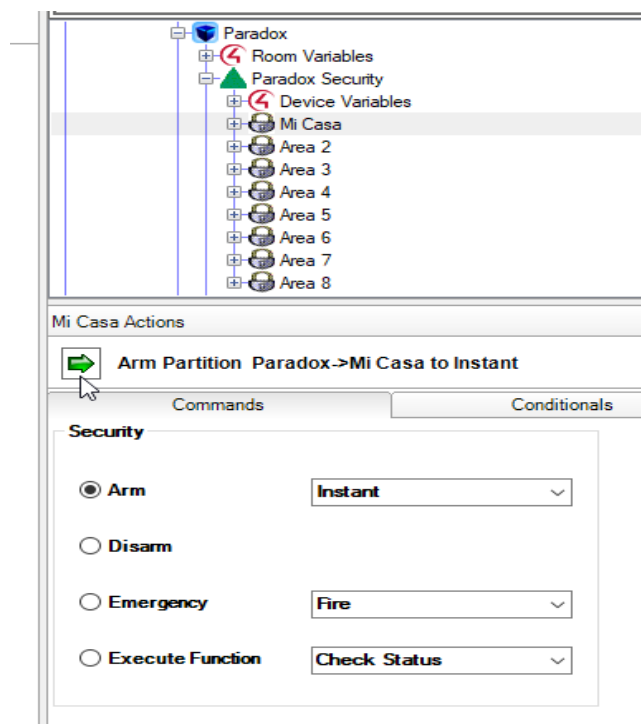 Paradox
Room Variables
Paradox Security
Device Variables
Mi Casa
Area 2
Area 3
Area 4
Area 5
Area 6
Area 7
Area 8
Mi Casa Actions
Arm Partition Paradox->Mi Casa to Instant
Commands Conditionals
Security
Arm Instant
Disarm
Emergency Fire
Execute Function Check Status